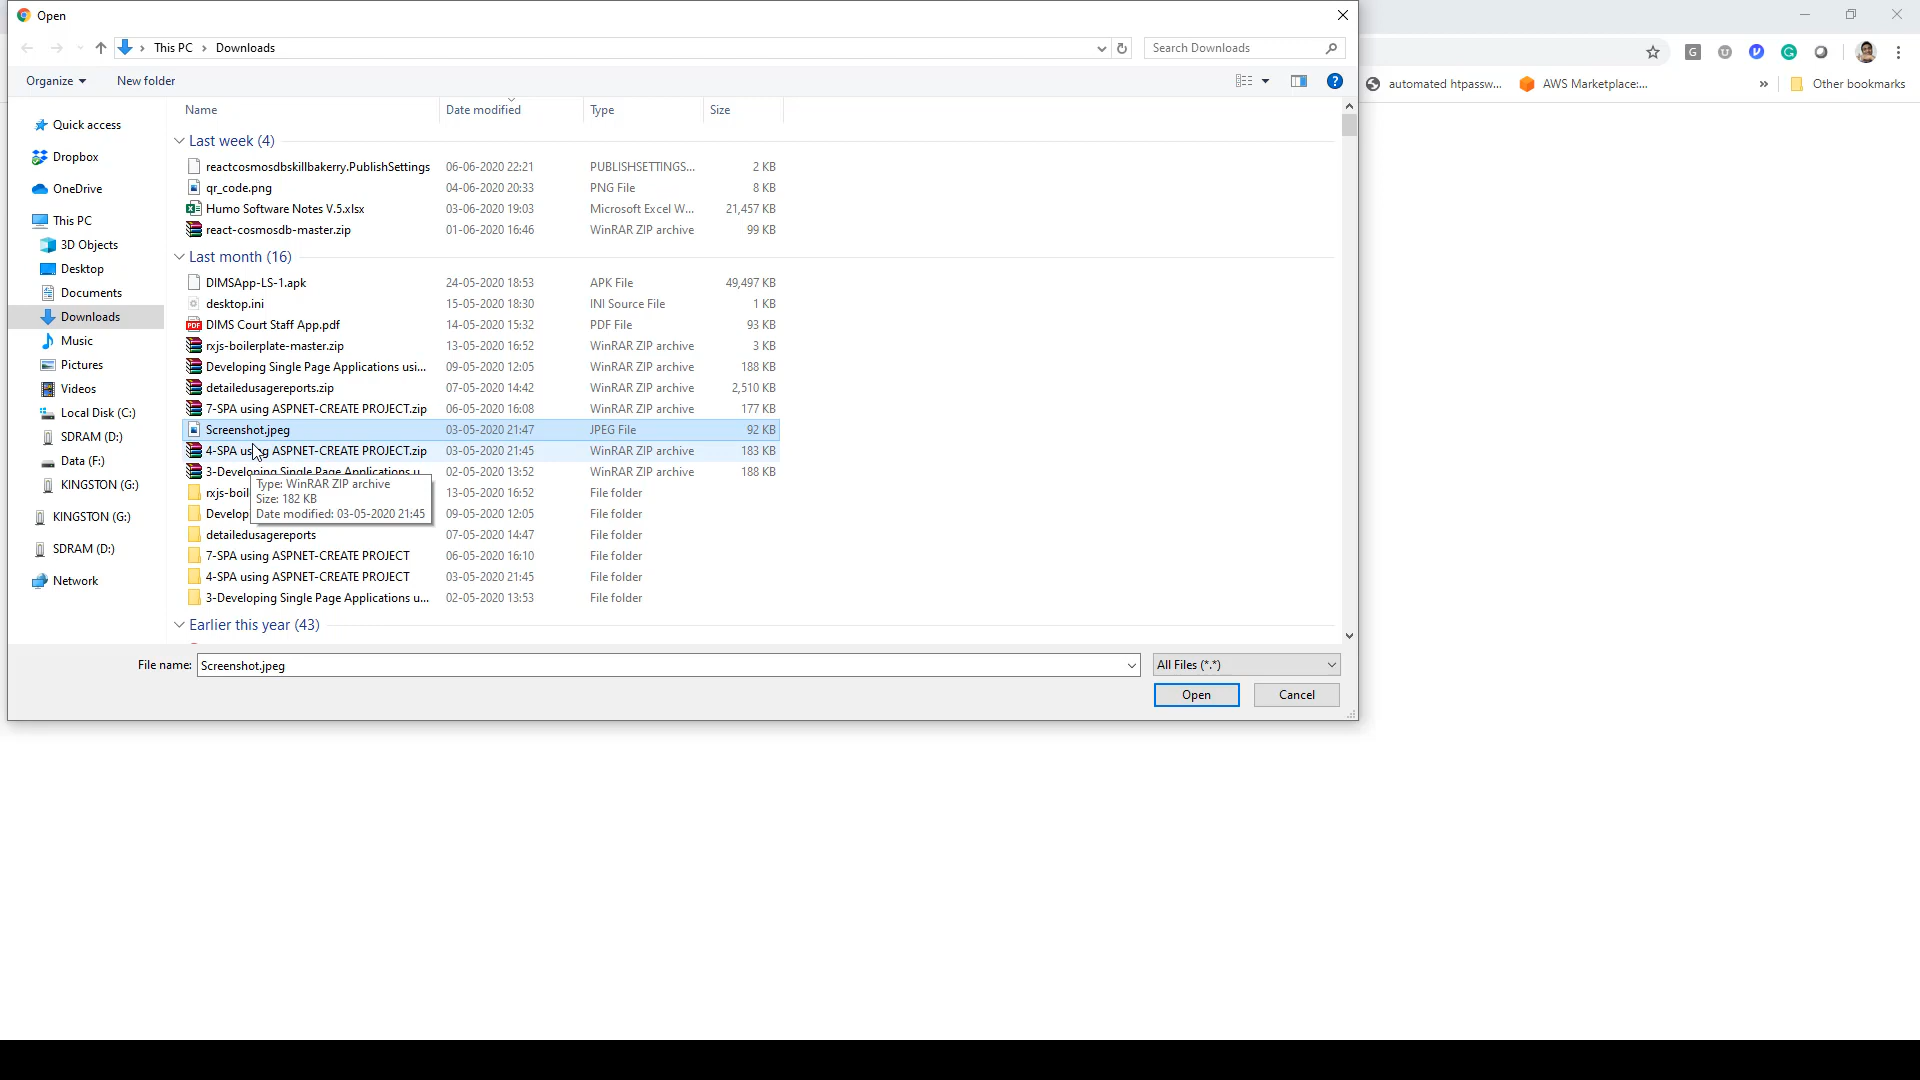 Open
This PC > Downloads
Search Downloads
Organize
New folder
automated htpassw...
AWS Marketplace:...
»
Other bookmarks
Name Date modified Type Size
Quick access
Dropbox
OneDrive
This PC
3D Objects
Desktop
Documents
Downloads
Music
Pictures
Videos
Local Disk (C:)
SDRAM (D:)
Data (F:)
KINGSTON (G:)
KINGSTON (G:)
SDRAM (D:)
Network
Last week (4)
reactcosmosdbskillbakerry.PublishSettings 06-06-2020 22:21 PUBLISHSETTINGS... 2 KB
qr_code.png 04-06-2020 20:33 PNG File 8 KB
Humo Software Notes V.5.xlsx 03-06-2020 19:03 Microsoft Excel W... 21,457 KB
react-cosmosdb-master.zip 01-06-2020 16:46 WinRAR ZIP archive 99 KB
Last month (16)
DIMSApp-LS-1.apk 24-05-2020 18:53 APK File 49,497 KB
desktop.ini 15-05-2020 18:30 INI Source File 1 KB
DIMS Court Staff App.pdf 14-05-2020 15:32 PDF File 93 KB
rxjs-boilerplate-master.zip 13-05-2020 16:52 WinRAR ZIP archive 3 KB
Developing Single Page Applications usi... 09-05-2020 12:05 WinRAR ZIP archive 188 KB
detailedusagereports.zip 07-05-2020 14:42 WinRAR ZIP archive 2,510 KB
7-SPA using ASPNET-CREATE PROJECT.zip 06-05-2020 16:08 WinRAR ZIP archive 177 KB
Screenshot.jpeg 03-05-2020 21:47 JPEG File 92 KB
4-SPA using ASPNET-CREATE PROJECT.zip 03-05-2020 21:45 WinRAR ZIP archive 183 KB
3-Developing Single Page Applications u... 02-05-2020 13:52 WinRAR ZIP archive 188 KB
rxjs-boil 13-05-2020 16:52 File folder
Develop 09-05-2020 12:05 File folder
detailedusagereports 07-05-2020 14:47 File folder
7-SPA using ASPNET-CREATE PROJECT 06-05-2020 16:10 File folder
4-SPA using ASPNET-CREATE PROJECT 03-05-2020 21:45 File folder
3-Developing Single Page Applications u... 02-05-2020 13:53 File folder
Type: WinRAR ZIP archive
Size: 182 KB
Date modified: 03-05-2020 21:45
Earlier this year (43)
File name: Screenshot.jpeg All Files (*.*)
Open Cancel